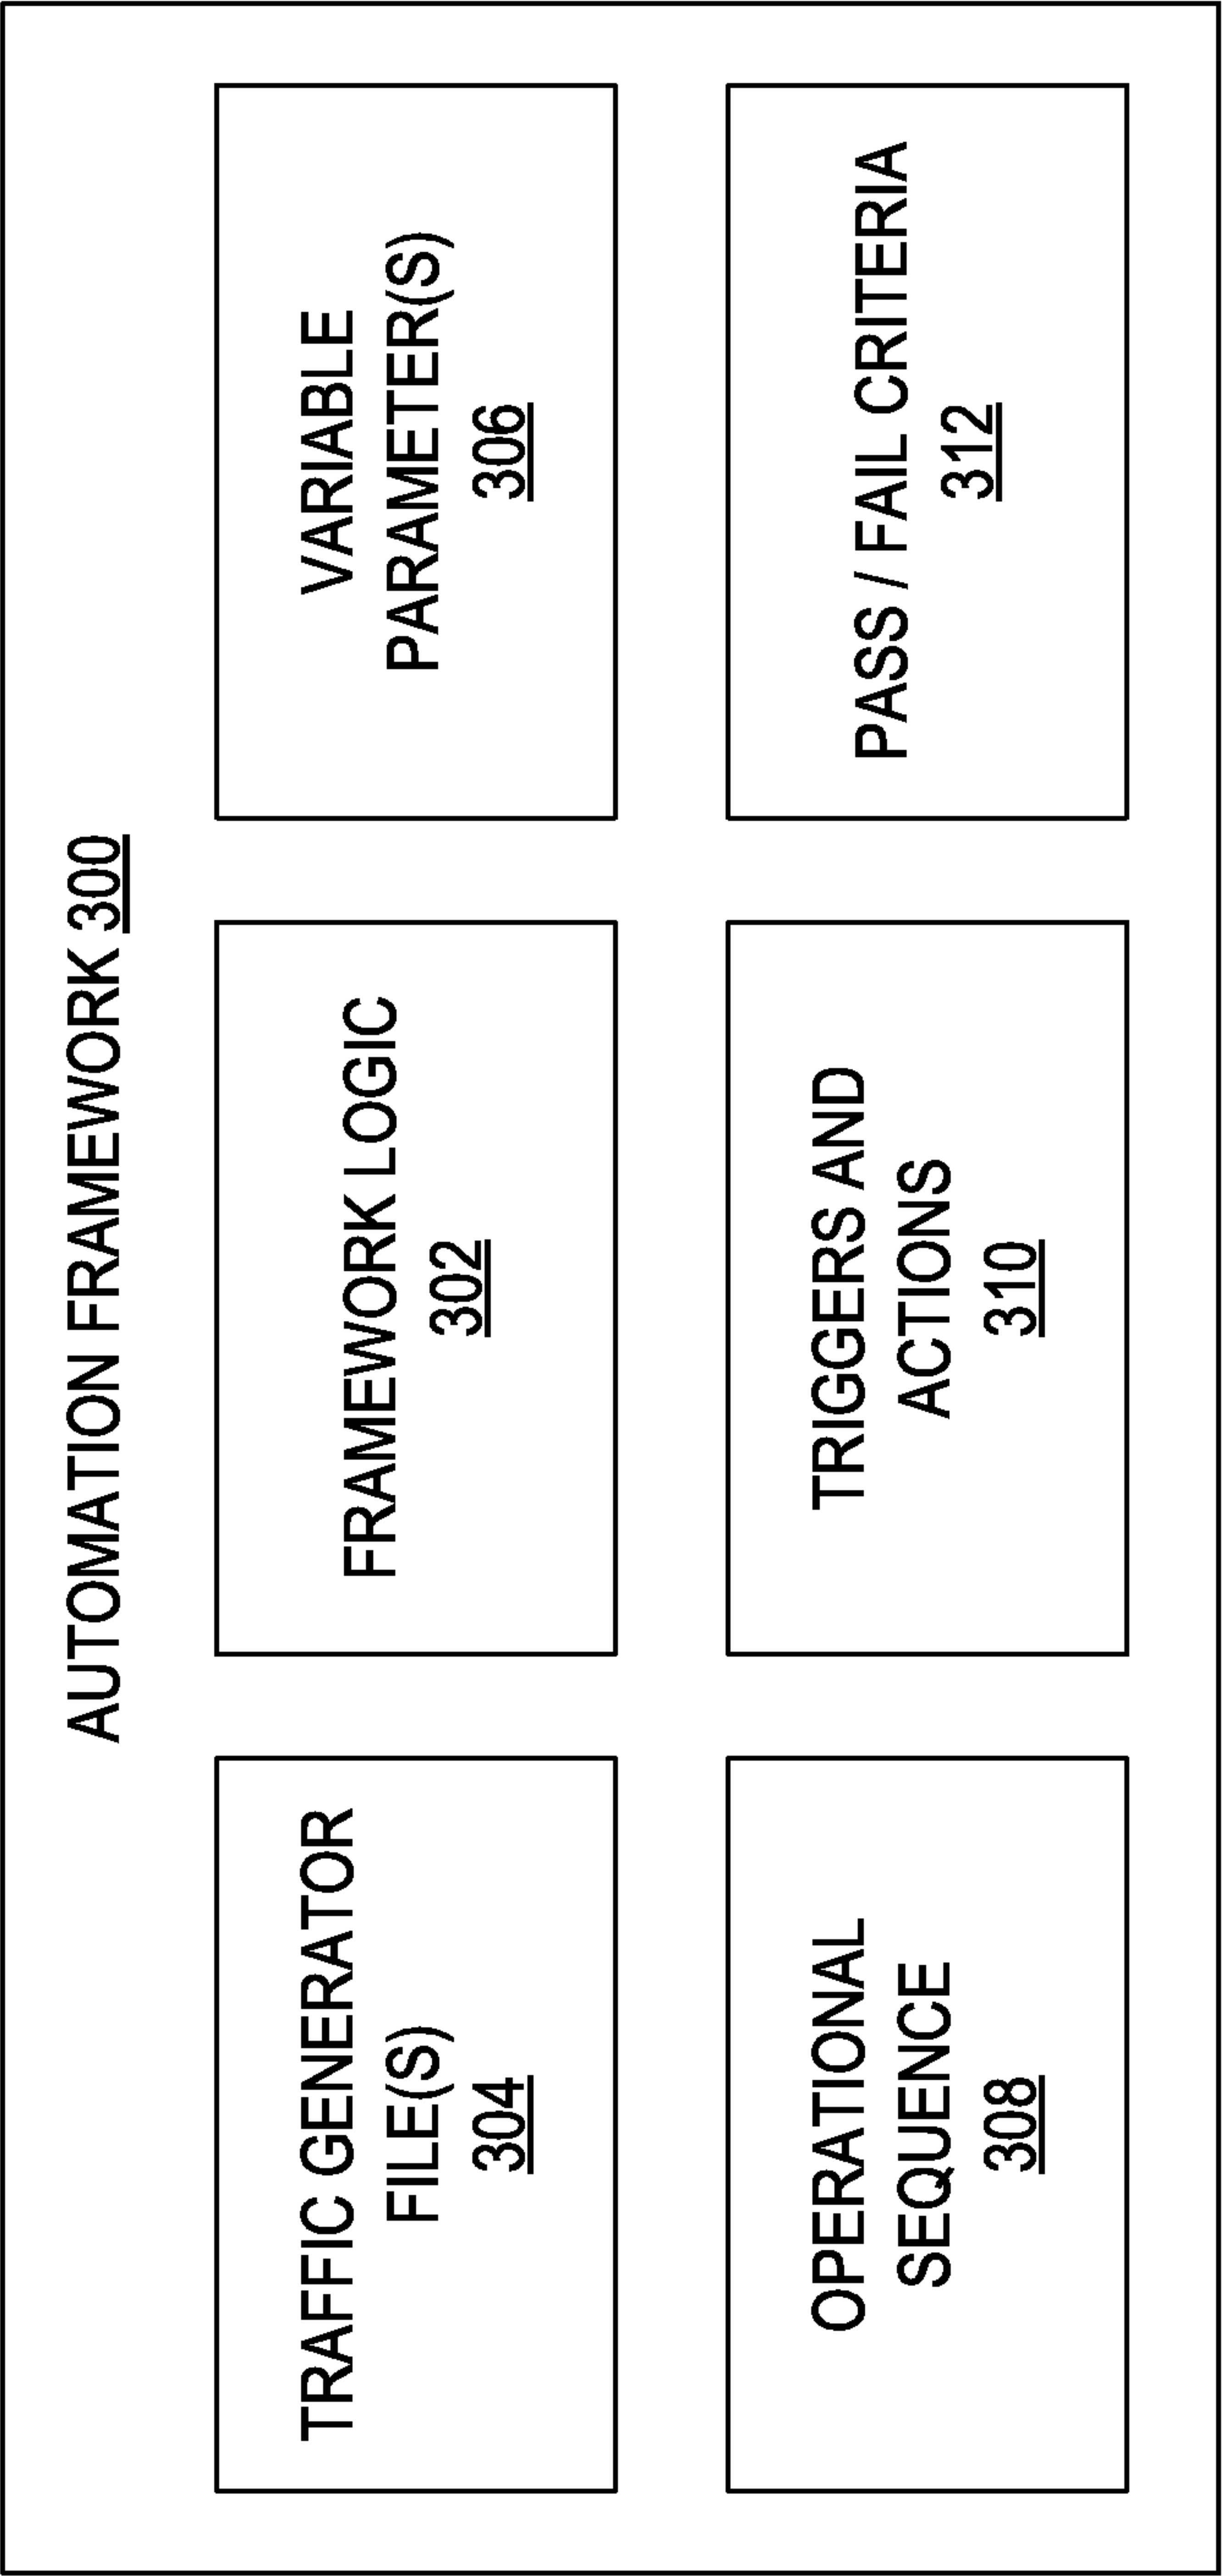 AUTOMATION FRAMEWORK 300
TRAFFIC GENERATOR
FILE(S)
304
FRAMEWORK LOGIC
302
VARIABLE
PARAMETER(S)
306
OPERATIONAL
SEQUENCE
308
TRIGGERS AND
ACTIONS
310
PASS / FAIL CRITERIA
312